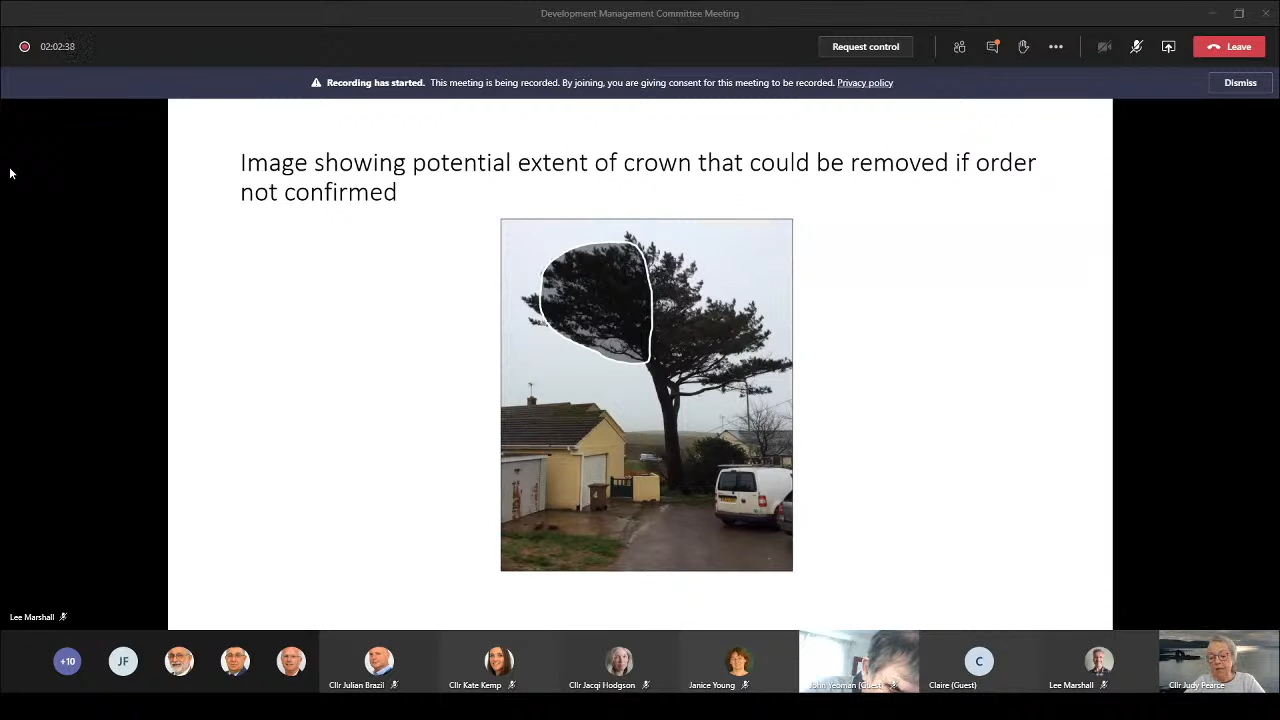 Development Management Committee Meeting
02:02:38
Request control
Leave
Recording has started. This meeting is being recorded. By joining, you are giving consent for this meeting to be recorded. Privacy policy
Dismiss
Image showing potential extent of crown that could be removed if order
not confirmed
Lee Marshall
+10
JF
C
Cllr Julian Brazil
Cllr Kate Kemp
Cllr Jacqi Hodgson
Janice Young
John Yeoman (Guest)
Claire (Guest)
Lee Marshall
Cllr Judy Pearce